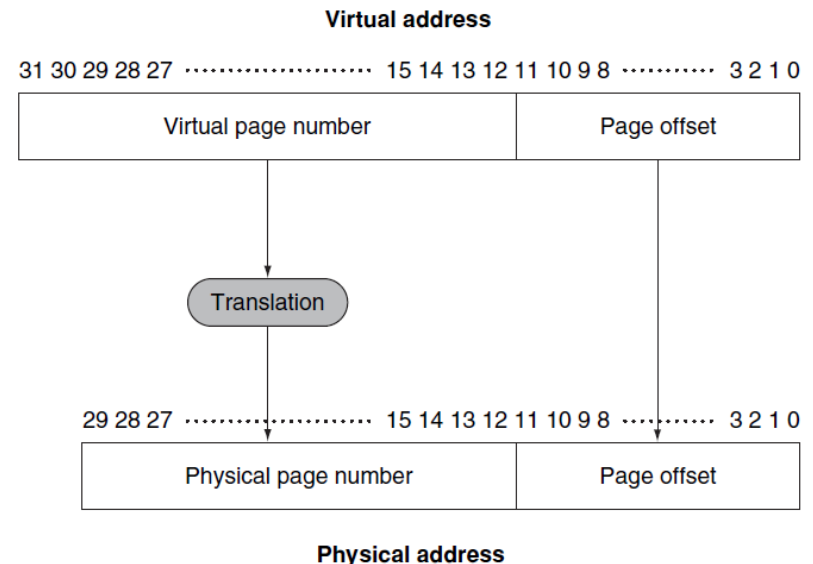 Virtual address
31 30 29 28 27 ........................ 15 14 13 12 11 10 9 8 ........... 3 2 1 0
Virtual page number Page offset
Translation
29 28 27 ........................ 15 14 13 12 11 10 9 8 ........... 3 2 1 0
Physical page number Page offset
Physical address